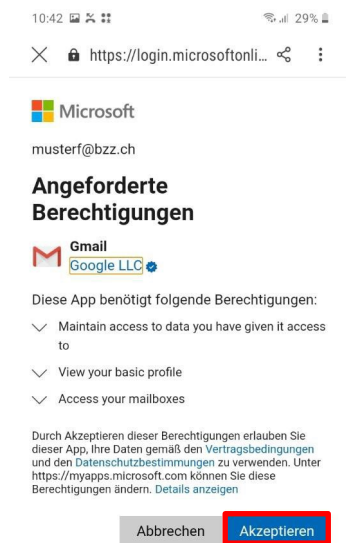 10:42 29%
https://login.microsoftonli...
Microsoft
musterf@bzz.ch
Angeforderte
Berechtigungen
Gmail
Google LLC
Diese App benötigt folgende Berechtigungen:
Maintain access to data you have given it access
to
View your basic profile
Access your mailboxes
Durch Akzeptieren dieser Berechtigungen erlauben Sie
dieser App, Ihre Daten gemäß den Vertragsbedingungen
und den Datenschutzbestimmungen zu verwenden. Unter
https://myapps.microsoft.com können Sie diese
Berechtigungen ändern. Details anzeigen
Abbrechen Akzeptieren